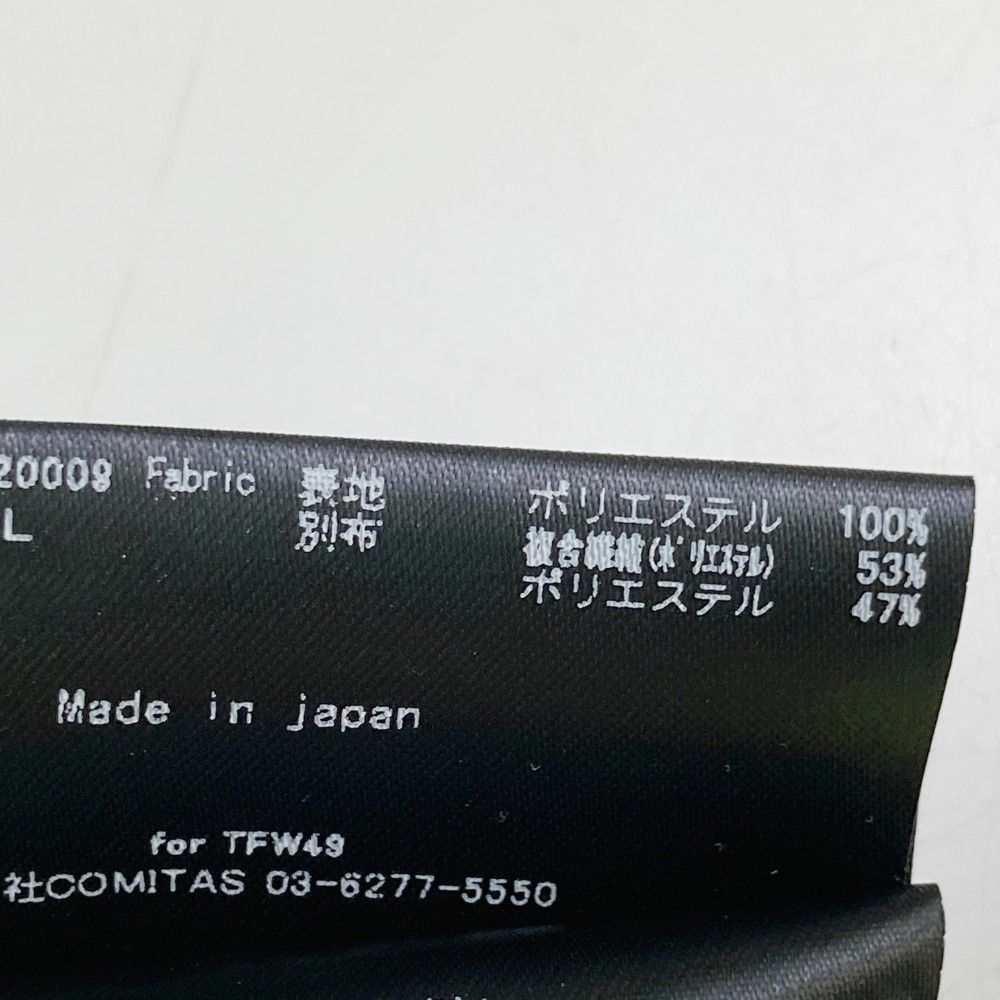 20008 Fabric 表地 ポリエステル 100%
L 別布 複合繊維(ポリエステル) 53%
ポリエステル 47%
Made in japan
for TFW49
社COMITAS 03-6277-5550